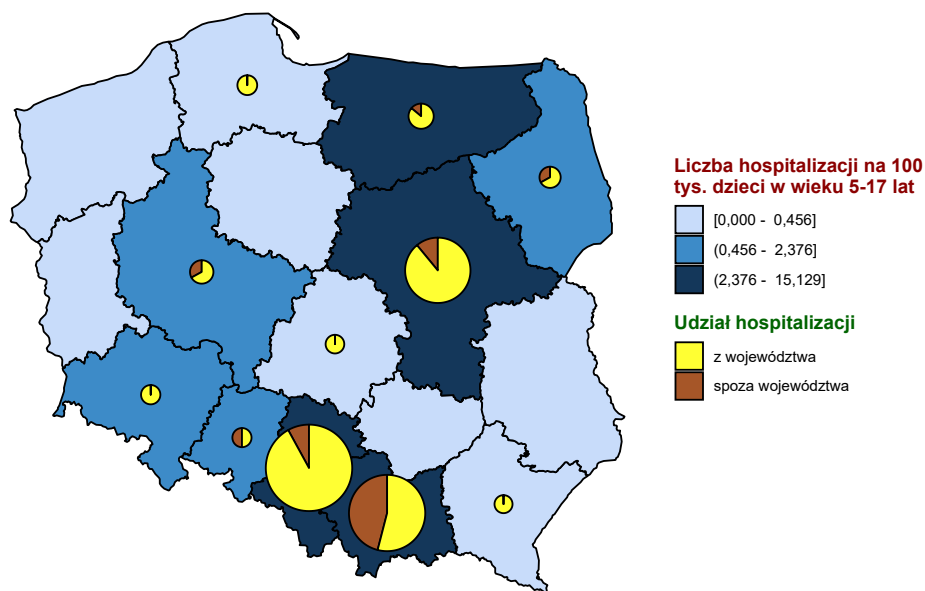 Liczba hospitalizacji na 100
tys. dzieci w wieku 5-17 lat
[0,000 - 0,456]
(0,456 - 2,376]
(2,376 - 15,129]
Udział hospitalizacji
z województwa
spoza województwa